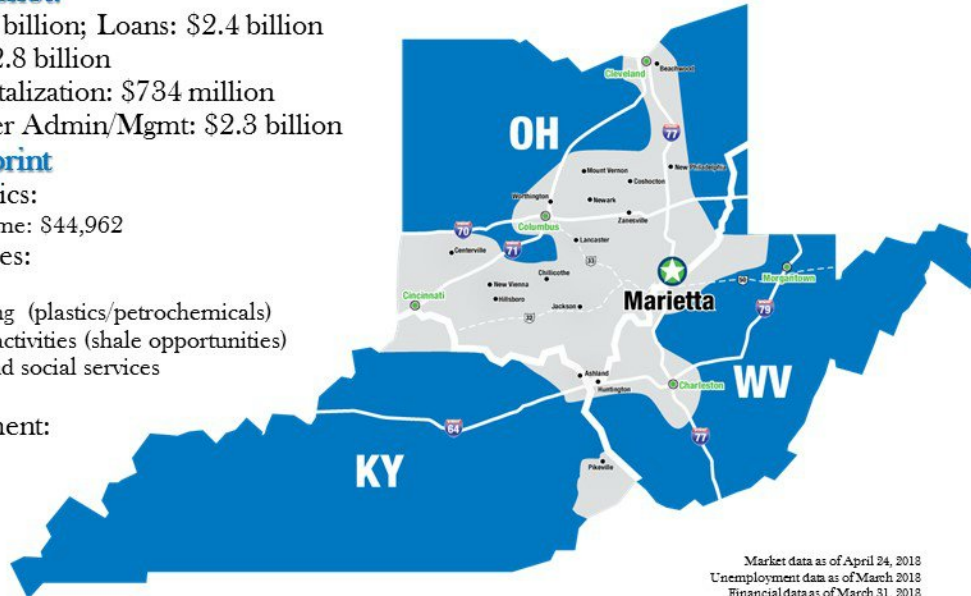 billion; Loans: $2.4 billion
2.8 billion
talization: $734 million
er Admin/Mgmt: $2.3 billion
print
ics:
me: $44,962
es:
ng (plastics/petrochemicals)
activities (shale opportunities)
nd social services
nent:
Cleveland
Beachwood
OH
77
Mount Vernon
New Philadelphia
Coshocton
Worthington
Newark
Columbus
Zanesville
70
71
Lancaster
Centerville
33
Chillicothe
Morgantown
50
New Vienna
Cincinnati
Hillsboro
Jackson
Marietta
79
32
Ashland
Huntington
Charleston
WV
64
77
KY
Pikeville
Market data as of April 24, 2018
Unemployment data as of March 2018
Financial data as of March 31, 2018